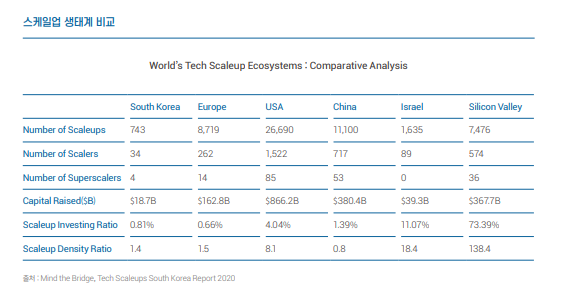 스케일업 생태계 비교
World's Tech Scaleup Ecosystems : Comparative Analysis
South Korea Europe USA China Israel Silicon Valley
Number of Scaleups 743 8,719 26,690 11,100 1,635 7,476
Number of Scalers 34 262 1,522 717 89 574
Number of Superscalers 4 14 85 53 0 36
Capital Raised($B) $18.7B $162.8B $866.2B $380.4B $39.3B $367.7B
Scaleup Investing Ratio 0.81% 0.66% 4.04% 1.39% 11.07% 73.39%
Scaleup Density Ratio 1.4 1.5 8.1 0.8 18.4 138.4
출처 : Mind the Bridge, Tech Scaleups South Korea Report 2020